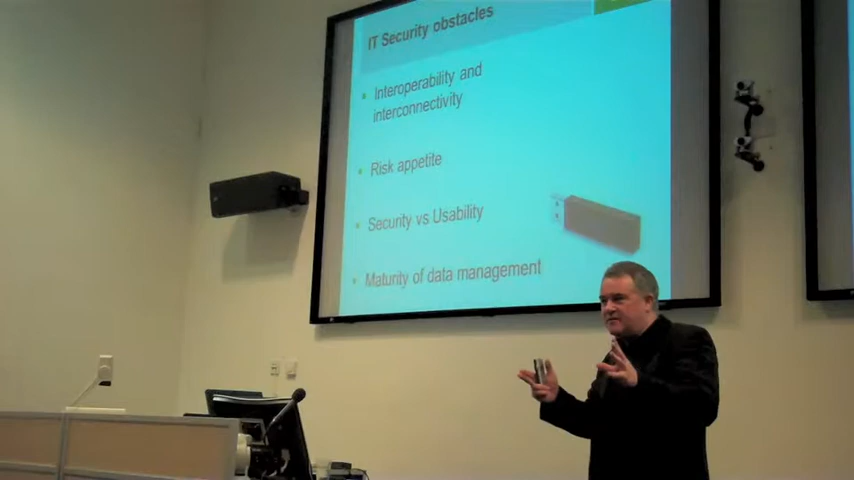 IT Security obstacles
Interoperability and
interconnectivity
Risk appetite
Security vs Usability
Maturity of data management